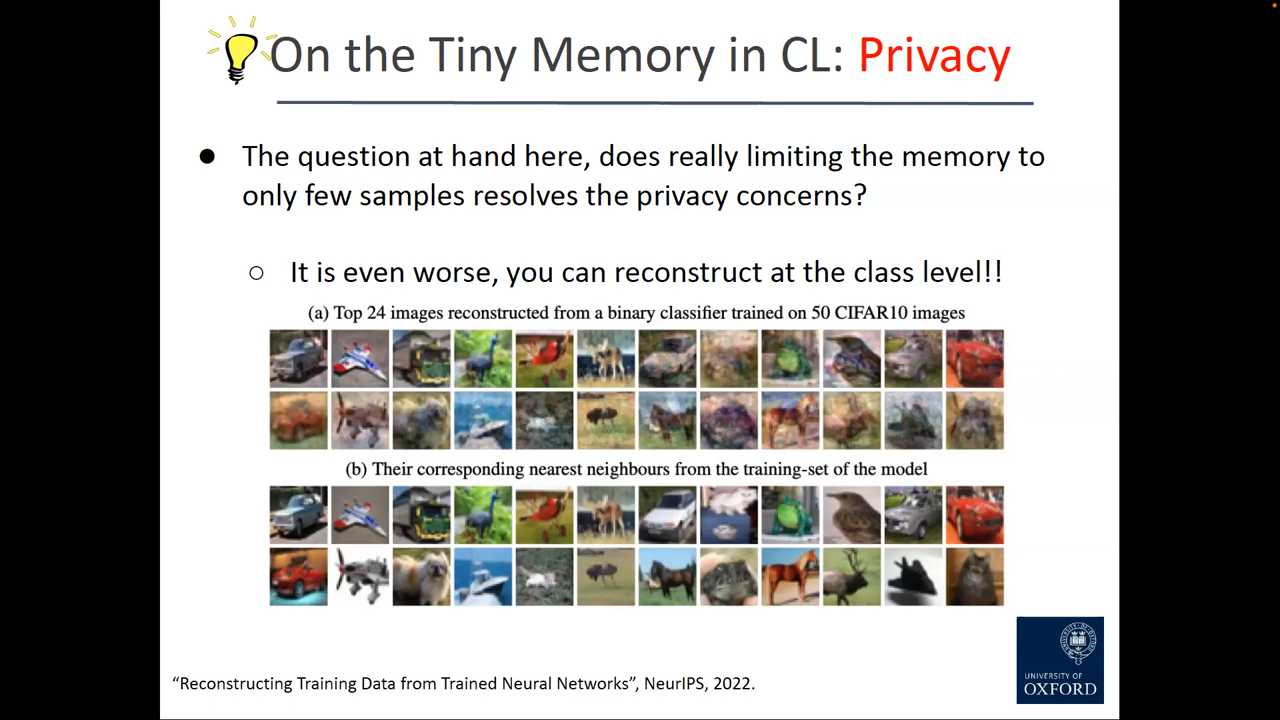 On the Tiny Memory in CL: Privacy
● The question at hand here, does really limiting the memory to
only few samples resolves the privacy concerns?
○ It is even worse, you can reconstruct at the class level!!
(a) Top 24 images reconstructed from a binary classifier trained on 50 CIFAR10 images
(b) Their corresponding nearest neighbours from the training-set of the model
UNIVERSITY OF
OXFORD
“Reconstructing Training Data from Trained Neural Networks”, NeurIPS, 2022.